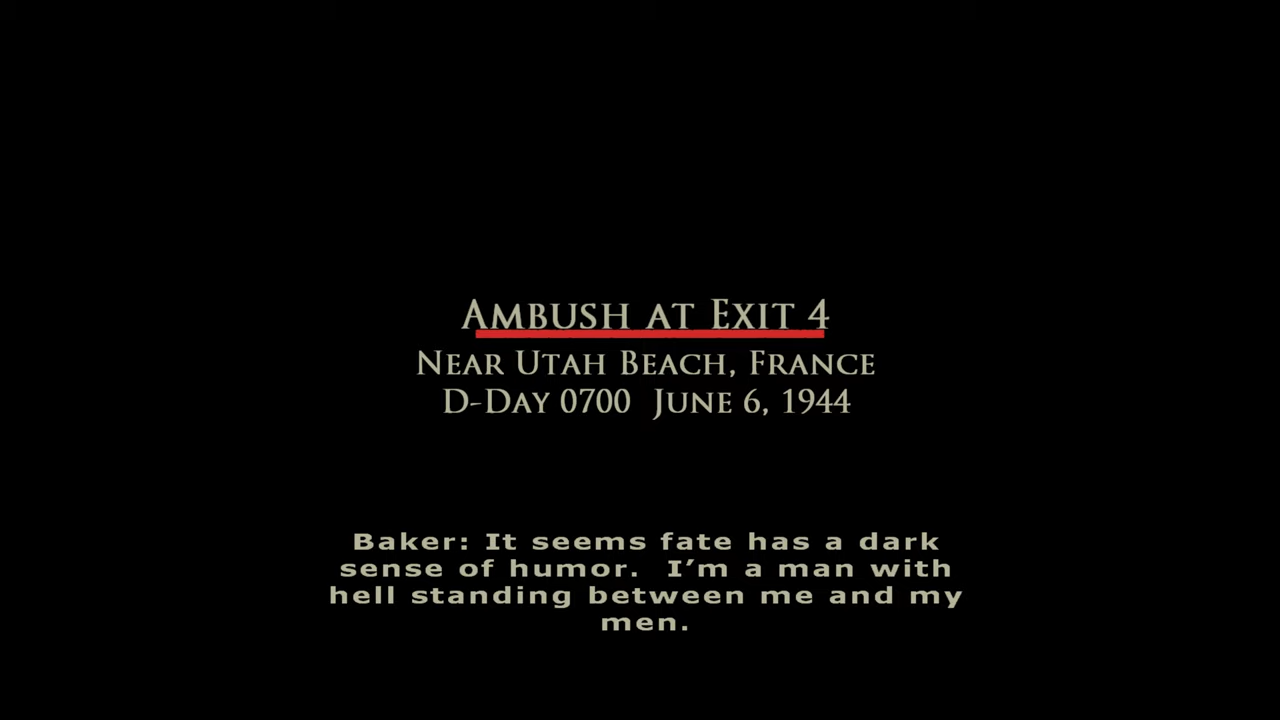 Ambush at Exit 4
Near Utah Beach, France
D-Day 0700 June 6, 1944
Baker: It seems fate has a dark
sense of humor. I’m a man with
hell standing between me and my
men.